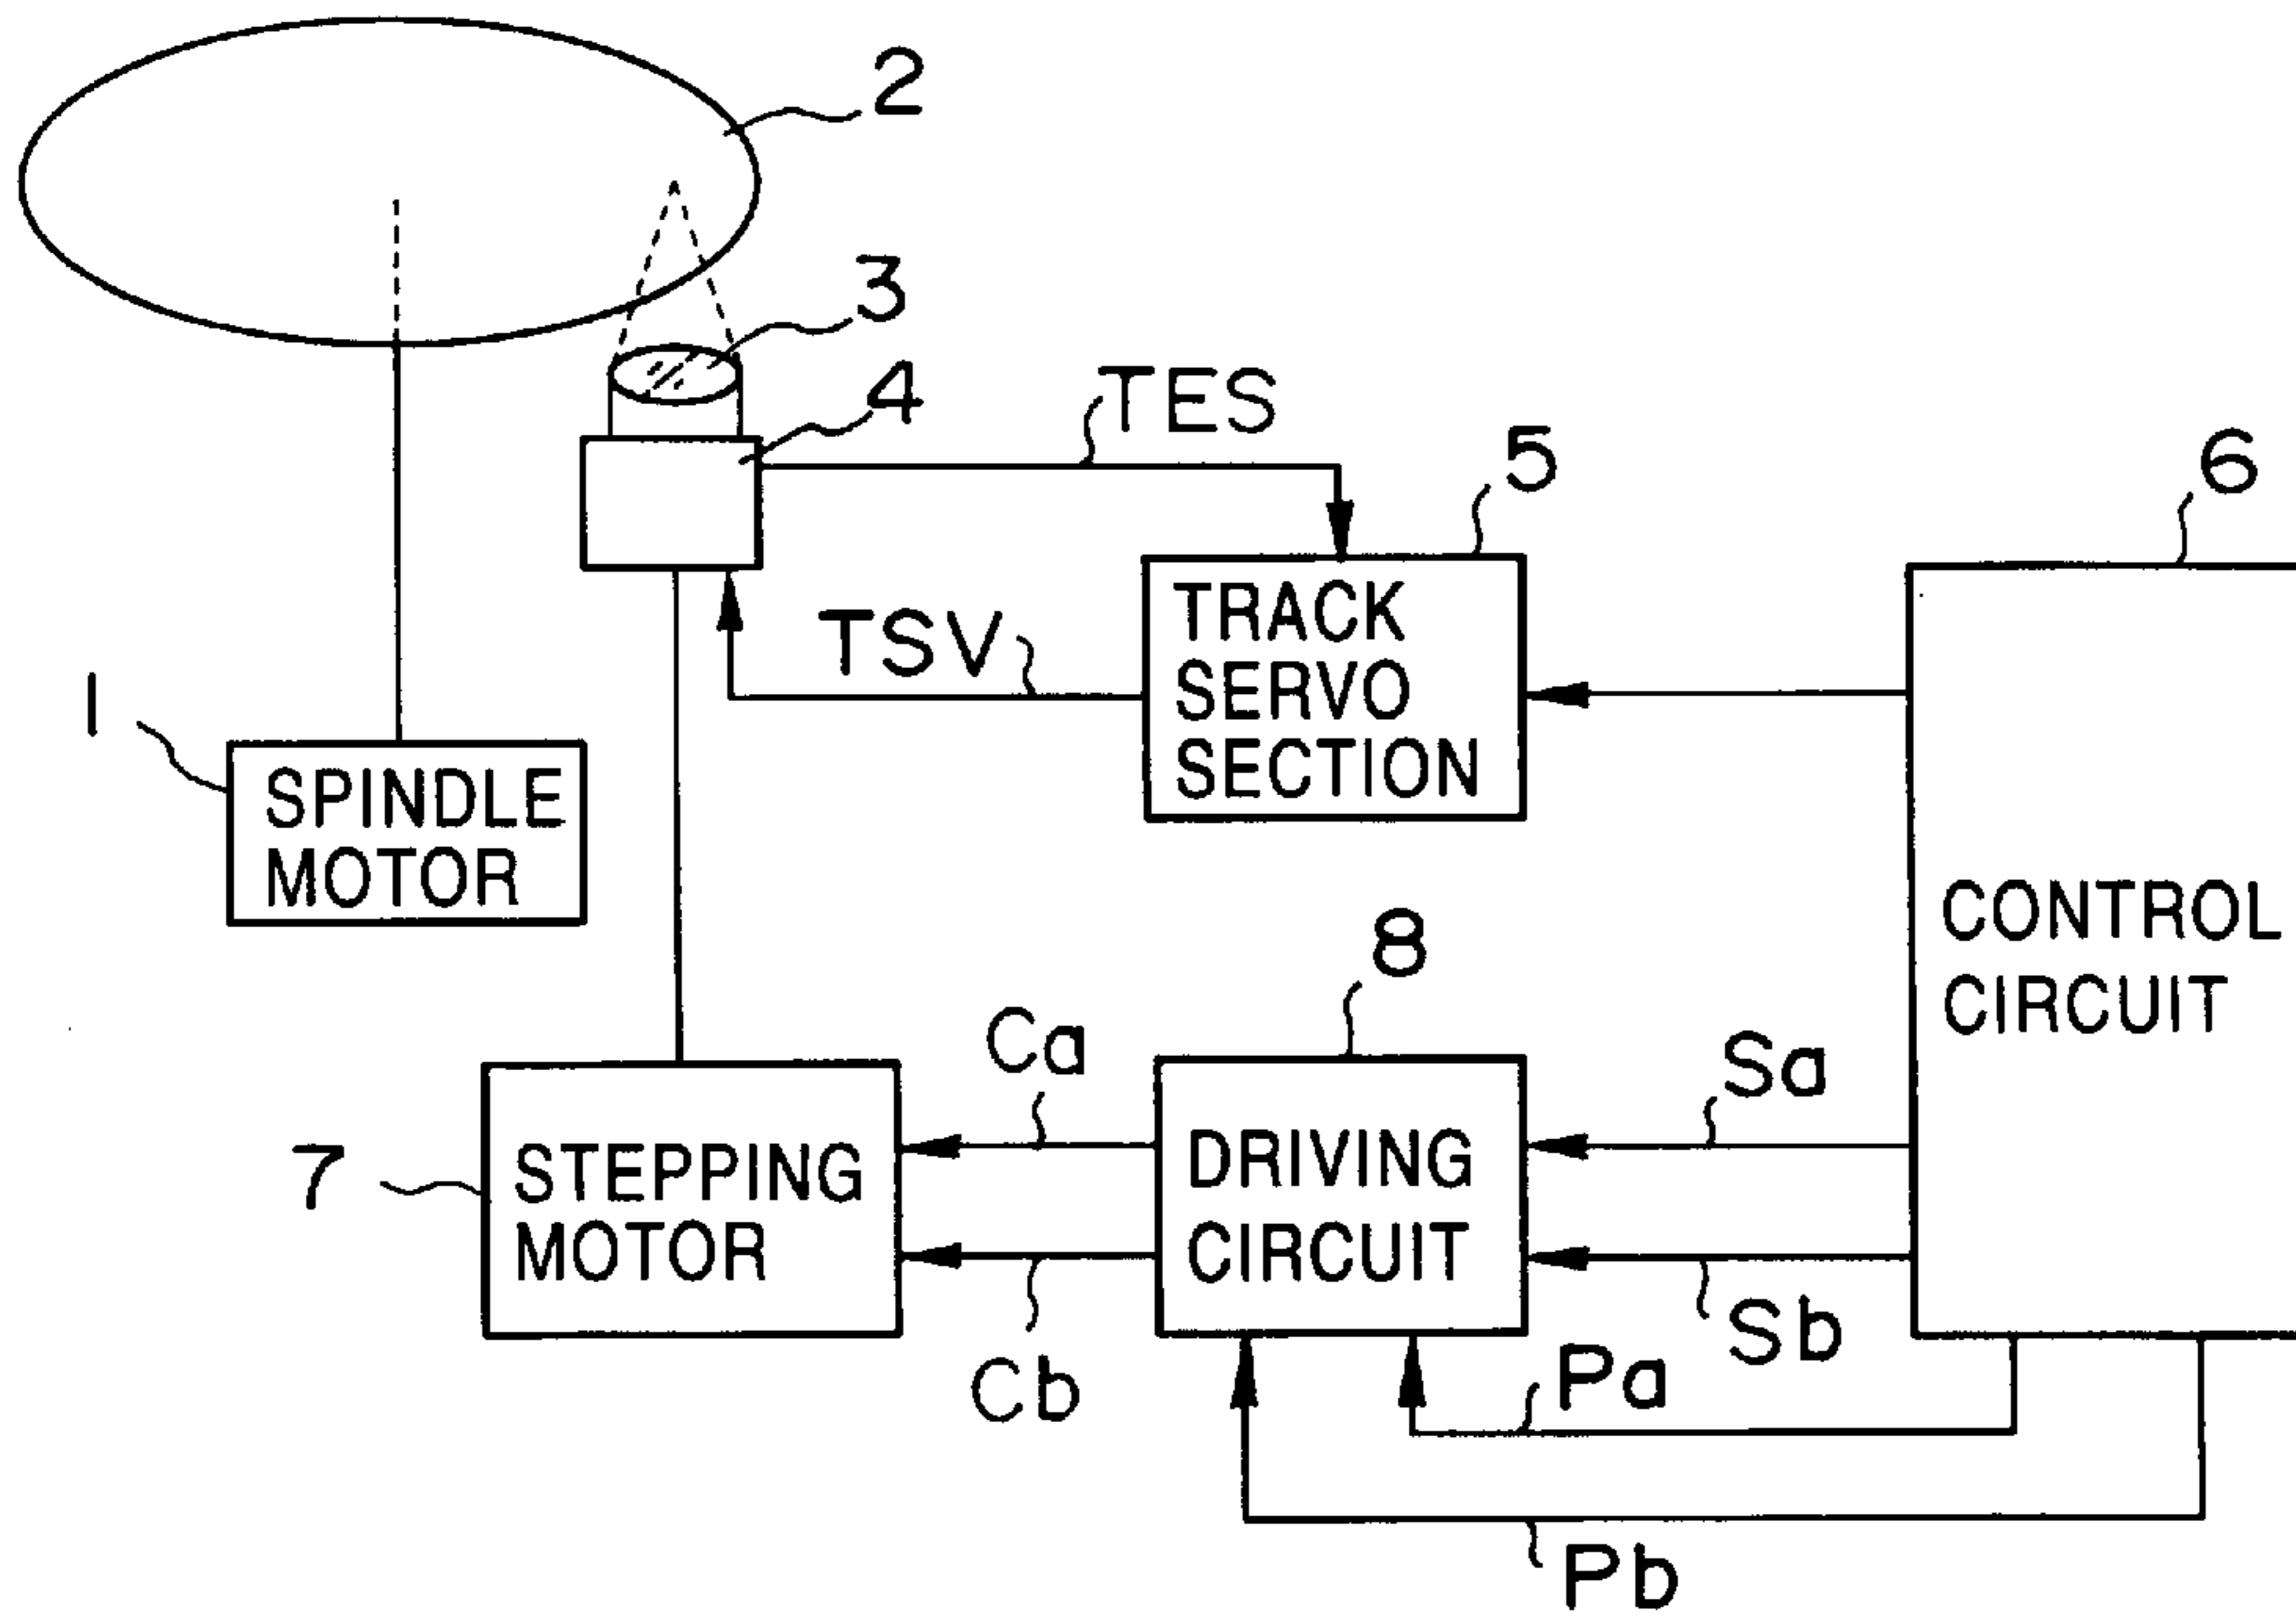 2
3
4
TES
5
6
TRACK
SERVO
SECTION
TSV
1
SPINDLE
MOTOR
CONTROL
CIRCUIT
8
Ca
Sa
7
STEPPING
MOTOR
DRIVING
CIRCUIT
Cb
Sb
Pa
Pb